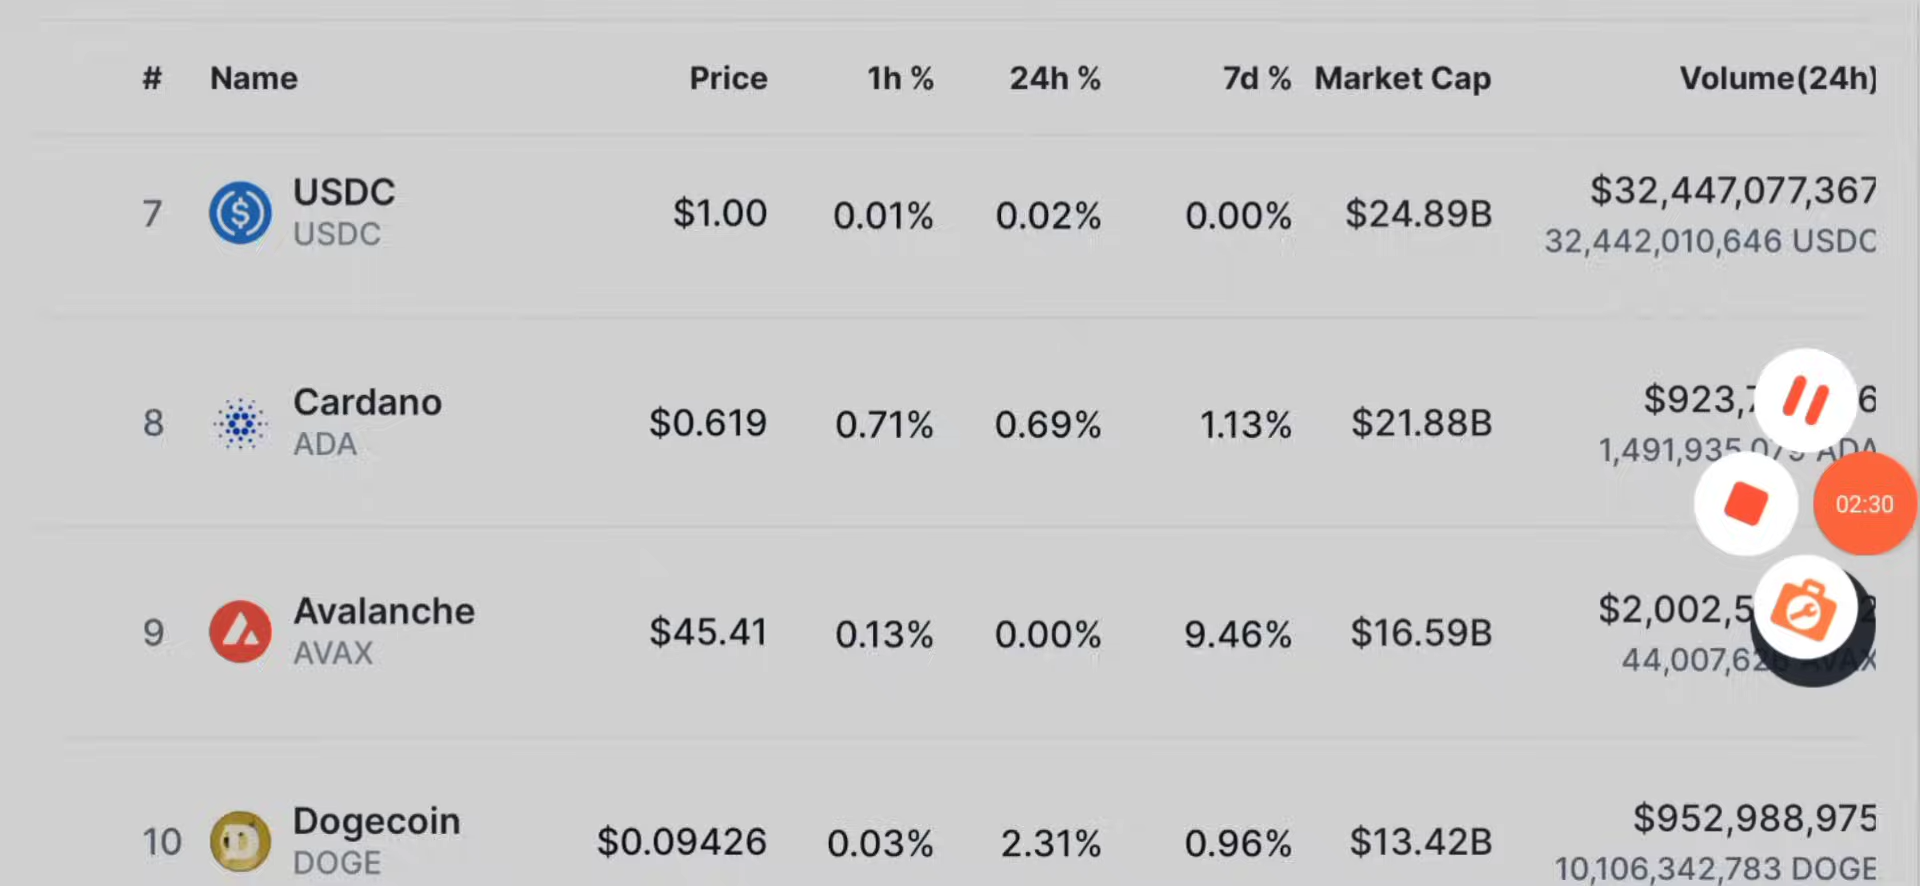 # Name Price 1h % 24h % 7d % Market Cap Volume(24h)
7 USDC $1.00 0.01% 0.02% 0.00% $24.89B $32,447,077,367
USDC 32,442,010,646 USDC
8 Cardano $0.619 0.71% 0.69% 1.13% $21.88B
ADA ADA
02:30
9 Avalanche $45.41 0.13% 0.00% 9.46% $16.59B
AVAX AVAX
10 Dogecoin $0.09426 0.03% 2.31% 0.96% $13.42B $952,988,975
DOGE 10,106,342,783 DOGE